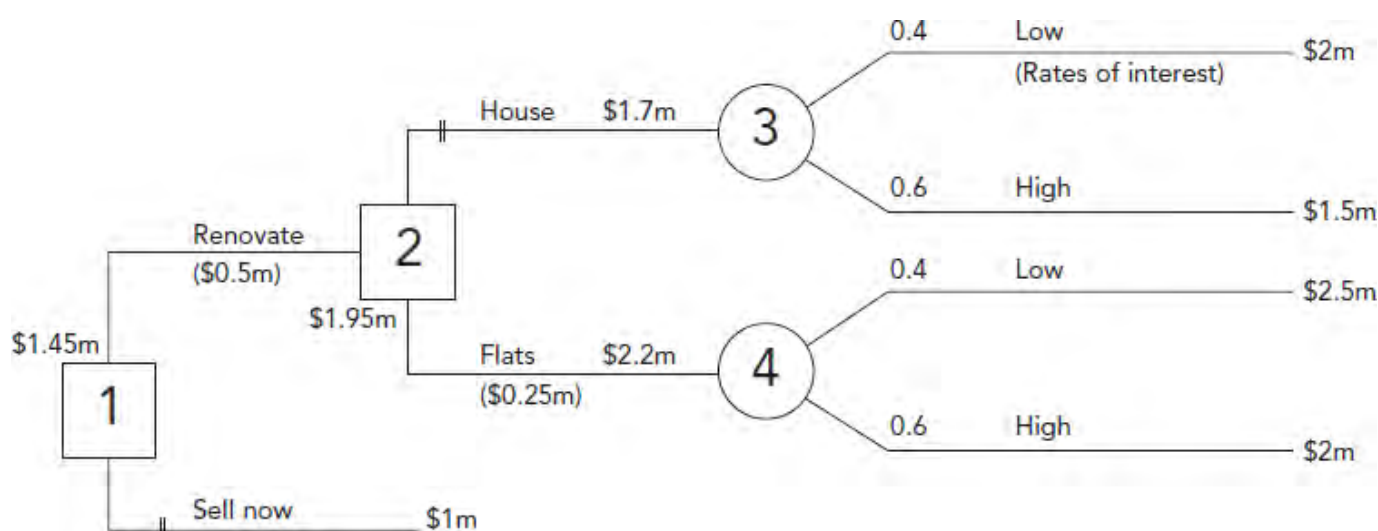 0.4 Low
$2m
(Rates of interest)
House $1.7m
3
0.6 High
$1.5m
Renovate
2
($0.5m)
0.4 Low
$2.5m
$1.95m
$1.45m
Flats $2.2m
4
($0.25m)
1
0.6 High
$2m
Sell now
$1m